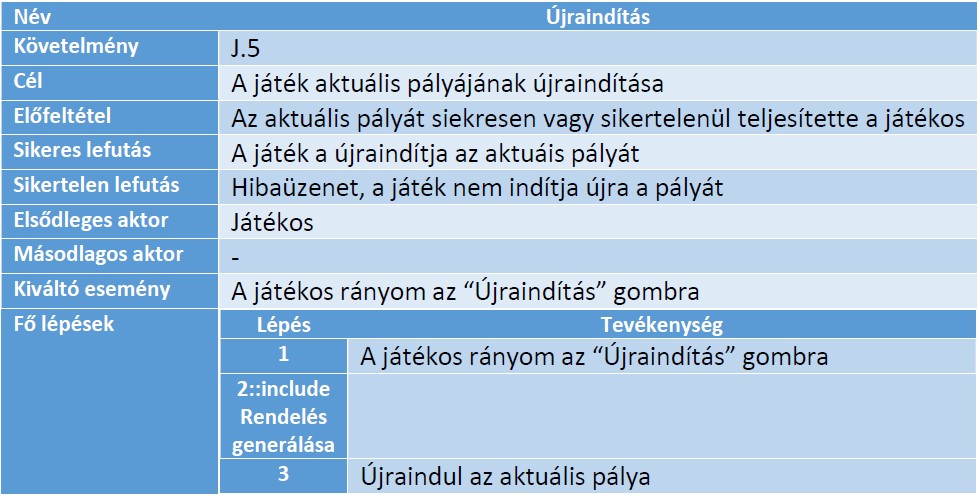 Név Újraindítás
Követelmény J.5
Cél A játék aktuális pályájának újraindítása
Előfeltétel Az aktuális pályát siekresen vagy sikertelenül teljesítette a játékos
Sikeres lefutás A játék a újraindítja az aktuáis pályát
Sikertelen lefutás Hibaüzenet, a játék nem indítja újra a pályát
Elsődleges aktor Játékos
Másodlagos aktor -
Kiváltó esemény A játékos rányom az “Újraindítás” gombra
Fő lépések Lépés Tevékenység
1 A játékos rányom az “Újraindítás” gombra
2::include
Rendelés
generálása
3 Újraindul az aktuális pálya